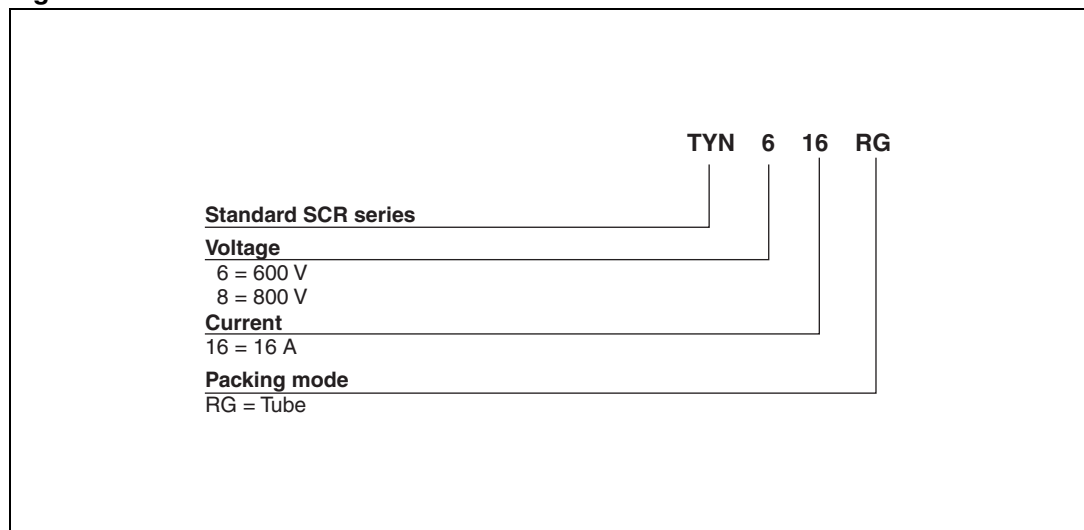 TYN 6 16 RG
Standard SCR series
Voltage
6 = 600 V
8 = 800 V
Current
16 = 16 A
Packing mode
RG = Tube